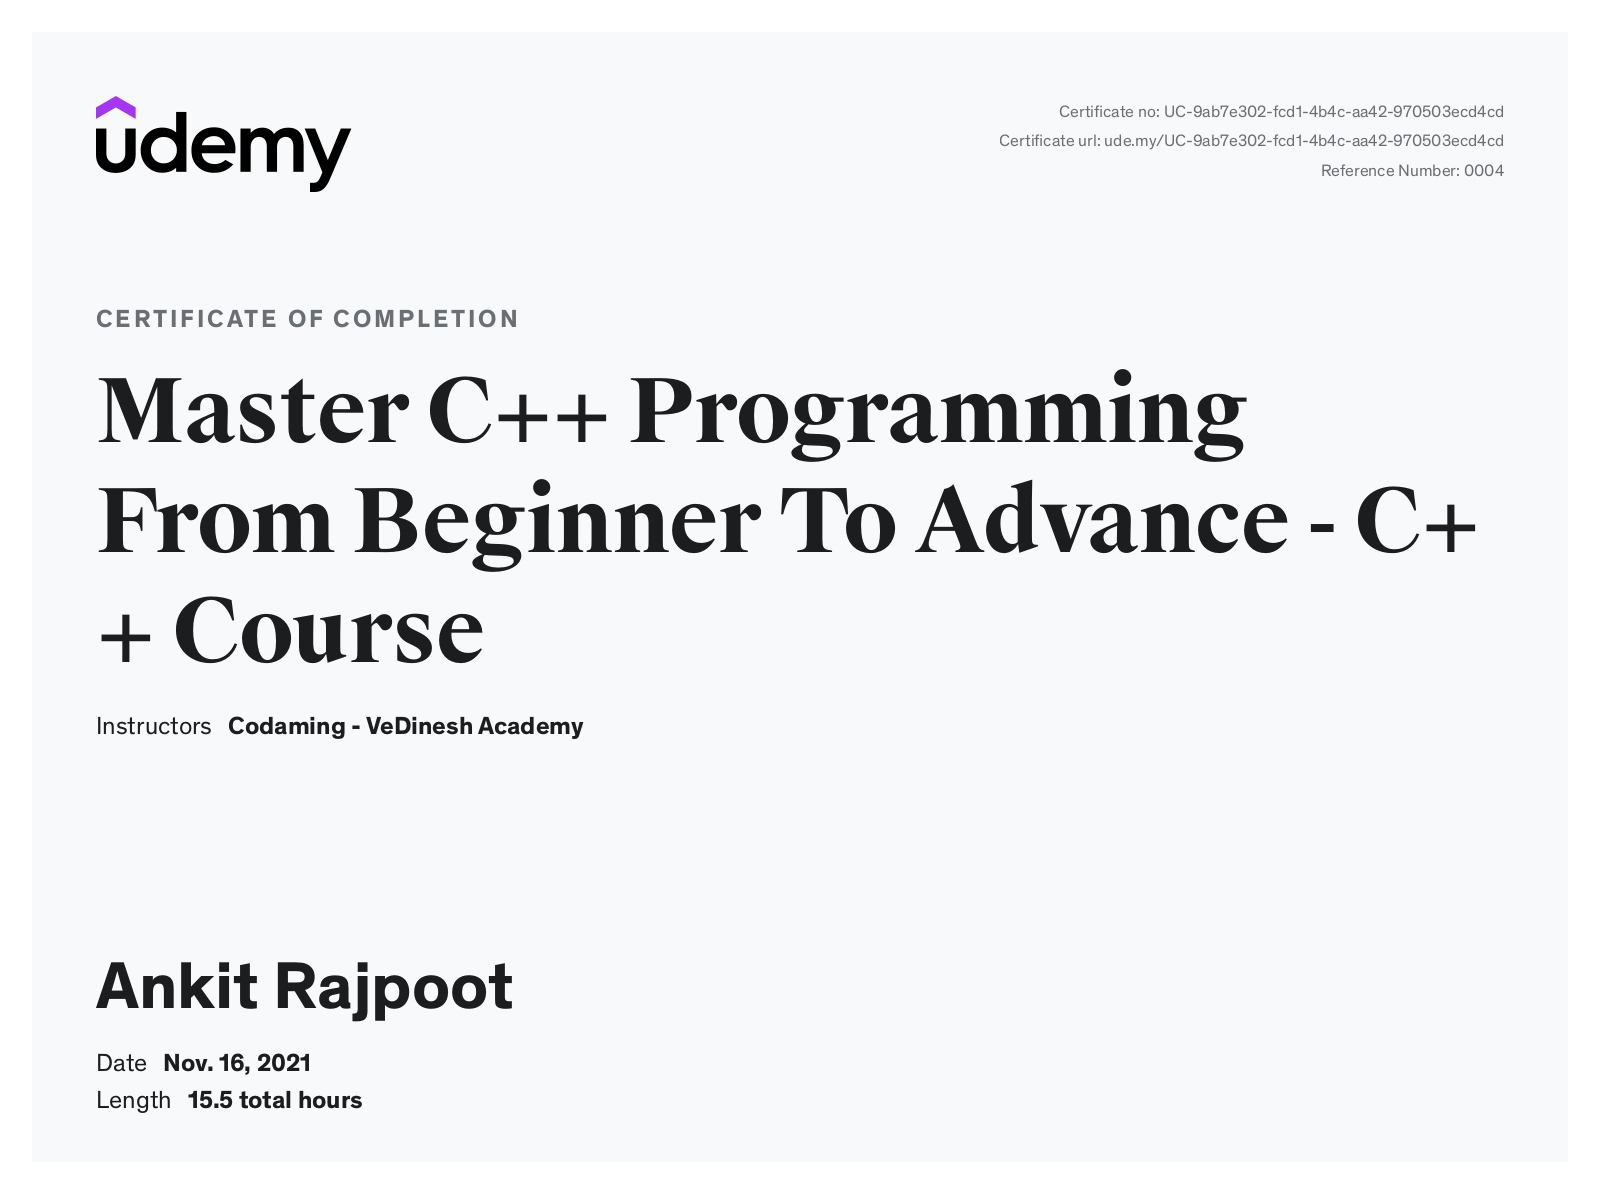 udemy
Certificate no: UC-9ab7e302-fcd1-4b4c-aa42-970503ecd4cd
Certificate url: ude.my/UC-9ab7e302-fcd1-4b4c-aa42-970503ecd4cd
Reference Number: 0004
CERTIFICATE OF COMPLETION
Master C++ Programming
From Beginner To Advance - C+
+ Course
Instructors Codaming - VeDinesh Academy
Ankit Rajpoot
Date Nov. 16, 2021
Length 15.5 total hours